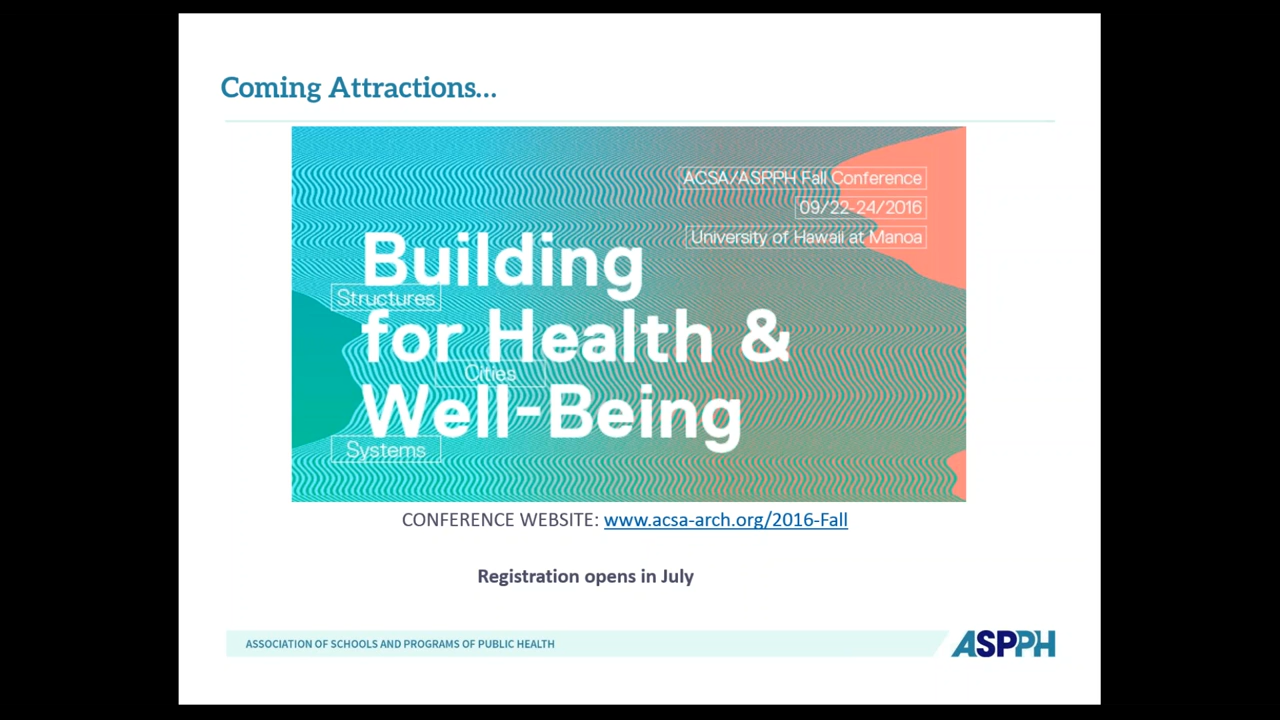 Coming Attractions...
ACSA/ASPPH Fall Conference
09/22-24/2016
University of Hawaii at Manoa
Building
Structures
for Health &
Cities
Well-Being
Systems
CONFERENCE WEBSITE: www.acsa-arch.org/2016-Fall
Registration opens in July
ASSOCIATION OF SCHOOLS AND PROGRAMS OF PUBLIC HEALTH
ASPPH